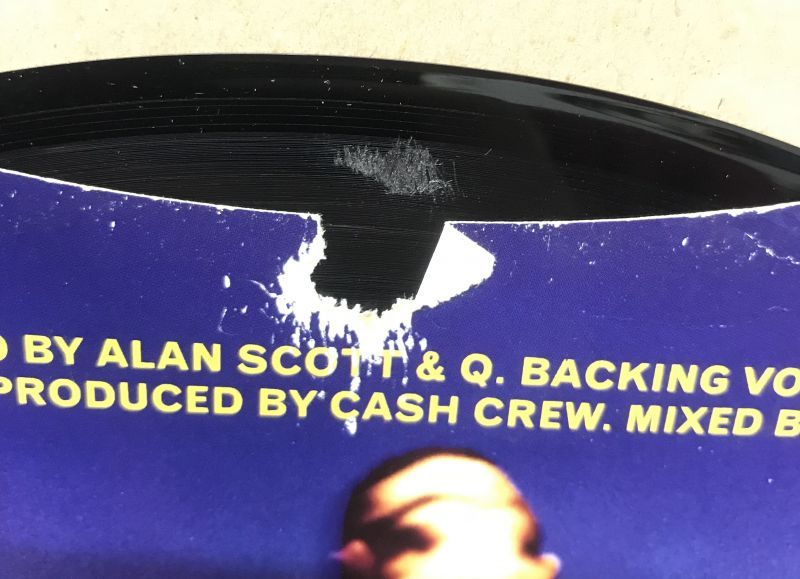 BY ALAN SCOTT & Q. BACKING VO
PRODUCED BY CASH CREW. MIXED B